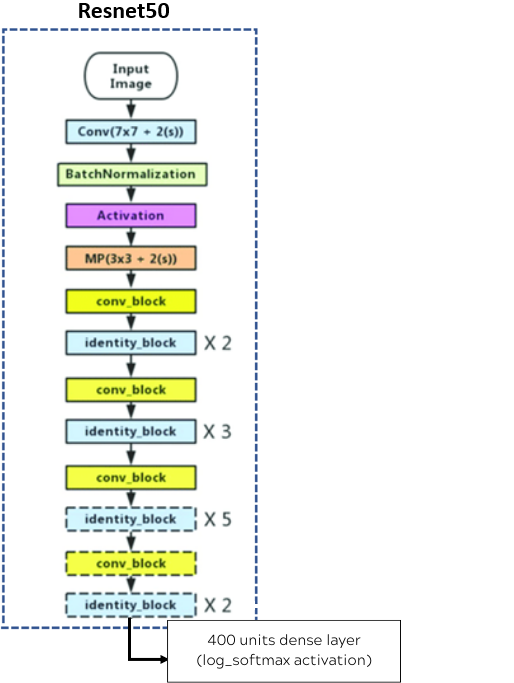 Resnet50
Input
Image
Conv(7x7 + 2(s))
BatchNormalization
Activation
MP(3x3 + 2(s))
conv_block
identity_block X 2
conv_block
identity_block X 3
conv_block
identity_block X 5
conv_block
identity_block X 2
400 units dense layer
(log_softmax activation)